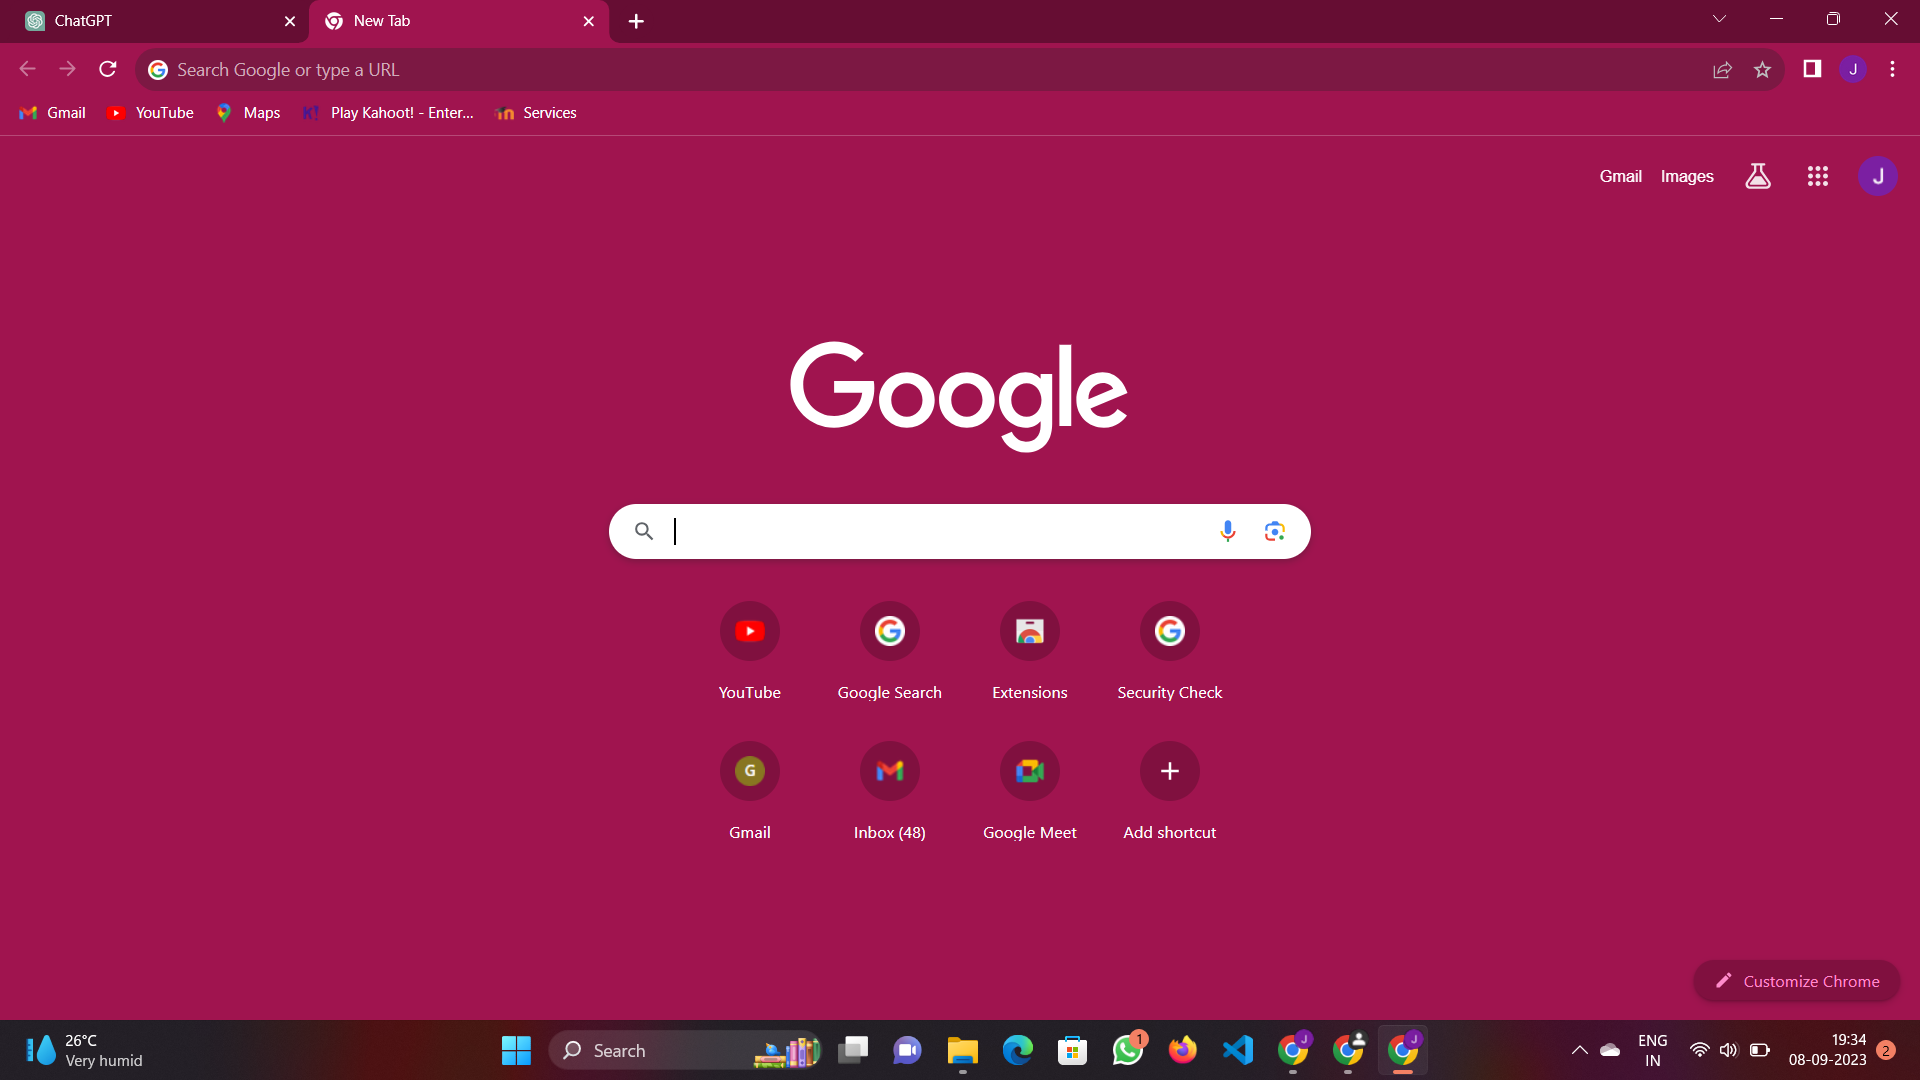 ChatGPT
New Tab
Search Google or type a URL
J
Gmail
YouTube
Maps
K!
Play Kahoot! - Enter...
Services
Gmail
Images
J
Google
YouTube
Google Search
Extensions
Security Check
G
Gmail
Inbox (48)
Google Meet
Add shortcut
Customize Chrome
26°C
Very humid
Search
1
J
J
ENG
IN
19:34
08-09-2023
2